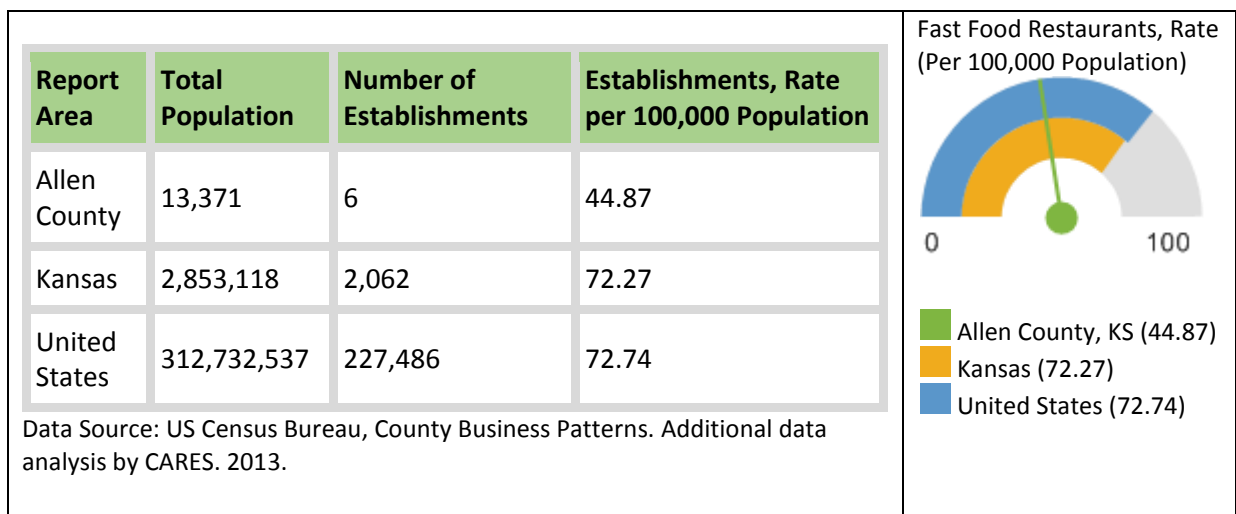 Report Area Total Population Number of Establishments Establishments, Rate per 100,000 Population
Allen County 13,371 6 44.87
Kansas 2,853,118 2,062 72.27
United States 312,732,537 227,486 72.74
Data Source: US Census Bureau, County Business Patterns. Additional data
analysis by CARES. 2013.
Fast Food Restaurants, Rate
(Per 100,000 Population)
0 100
Allen County, KS (44.87)
Kansas (72.27)
United States (72.74)